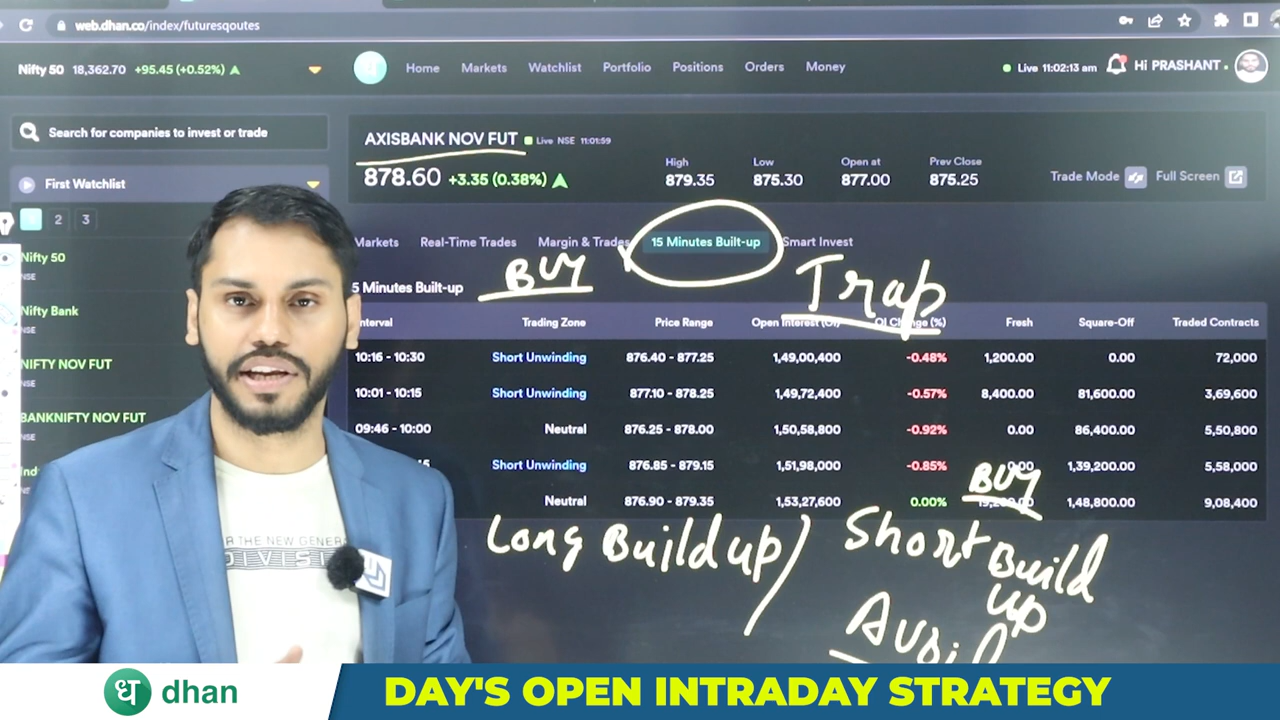 web.dhan.co/index/futuresqoutes
Nifty 50 18,362.70 +95.45 (+0.52%)
ध
Home Markets Watchlist Portfolio Positions Orders Money
Live 11:02:13 am Hi PRASHANT
Search for companies to invest or trade
First Watchlist
1 2 3
Nifty 50
NSE
Nifty Bank
NSE
NIFTY NOV FUT
NSE
BANKNIFTY NOV FUT
NSE
Ind
AXISBANK NOV FUT Live NSE 11:01:59
878.60 +3.35 (0.38%)
High Low Open at Prev Close
879.35 875.30 877.00 875.25
Trade Mode Full Screen
Markets Real-Time Trades Margin & Trades 15 Minutes Built-up Smart Invest
BUY
Trap
5 Minutes Built-up
Interval Trading Zone Price Range Open Interest (OI) OI Change (%) Fresh Square-Off Traded Contracts
10:16 - 10:30 Short Unwinding 876.40 - 877.25 1,49,00,400 -0.48% 1,200.00 0.00 72,000
10:01 - 10:15 Short Unwinding 877.10 - 878.25 1,49,72,400 -0.57% 8,400.00 81,600.00 3,69,600
09:46 - 10:00 Neutral 876.25 - 878.00 1,50,58,800 -0.92% 0.00 86,400.00 5,50,800
15 Short Unwinding 876.85 - 879.15 1,51,98,000 -0.85% 0.00 1,39,200.00 5,58,000
Neutral 876.90 - 879.35 1,53,27,600 0.00% 1,48,800.00 9,08,400
BUY
Long Buildup / Short Build up
Avoid
R THE NEW GENER
DIVISI
ध dhan
DAY'S OPEN INTRADAY STRATEGY